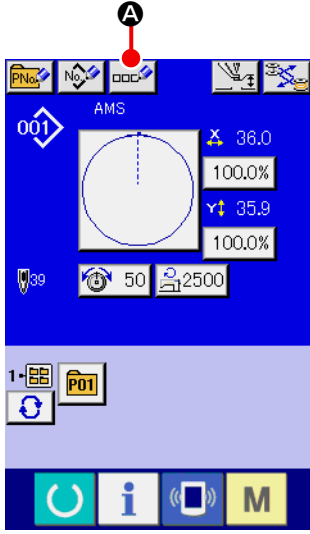 A
PNo. No.
AMS
001
X 36.0
100.0%
Y 35.9
100.0%
39 50 2500
1-
P01
i M